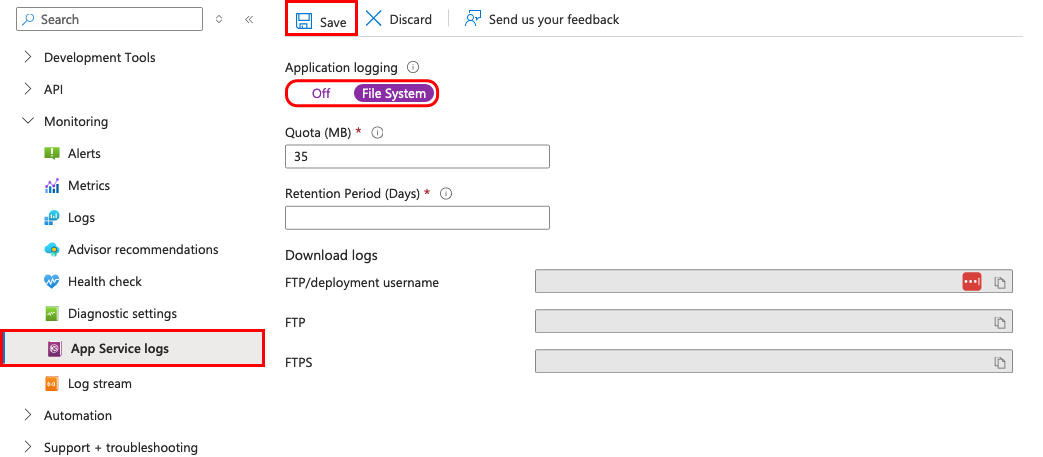 Search
Development Tools
API
Monitoring
Alerts
Metrics
Logs
Advisor recommendations
Health check
Diagnostic settings
App Service logs
Log stream
Automation
Support + troubleshooting
Save
Discard
Send us your feedback
Application logging
Off
File System
Quota (MB) *
35
Retention Period (Days) *
Download logs
FTP/deployment username
FTP
FTPS